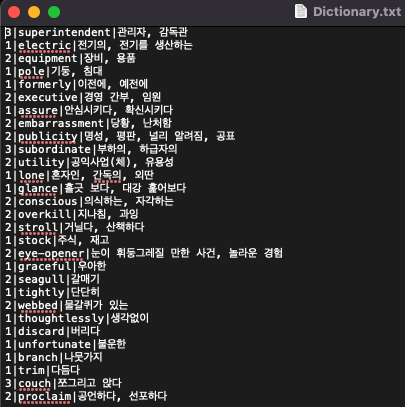 Dictionary.txt
3|superintendent|관리자, 감독관
1|electric|전기의, 전기를 생산하는
2|equipment|장비, 용품
1|pole|기둥, 침대
1|formerly|이전에, 예전에
2|executive|경영 간부, 임원
1|assure|안심시키다, 확신시키다
2|embarrassment|당황, 난처함
2|publicity|명성, 평판, 널리 알려짐, 공표
3|subordinate|부하의, 하급자의
2|utility|공익사업(체), 유용성
1|lone|혼자인, 간독의, 외딴
1|glance|흘긋 보다, 대강 훑어보다
2|conscious|의식하는, 자각하는
2|overkill|지나침, 과잉
2|stroll|거닐다, 산책하다
1|stock|주식, 재고
2|eye-opener|눈이 휘둥그레질 만한 사건, 놀라운 경험
1|graceful|우아한
2|seagull|갈매기
1|tightly|단단히
2|webbed|물갈퀴가 있는
1|thoughtlessly|생각없이
1|discard|버리다
1|unfortunate|불운한
1|branch|나뭇가지
1|trim|다듬다
3|couch|쪼그리고 앉다
2|proclaim|공언하다, 선포하다